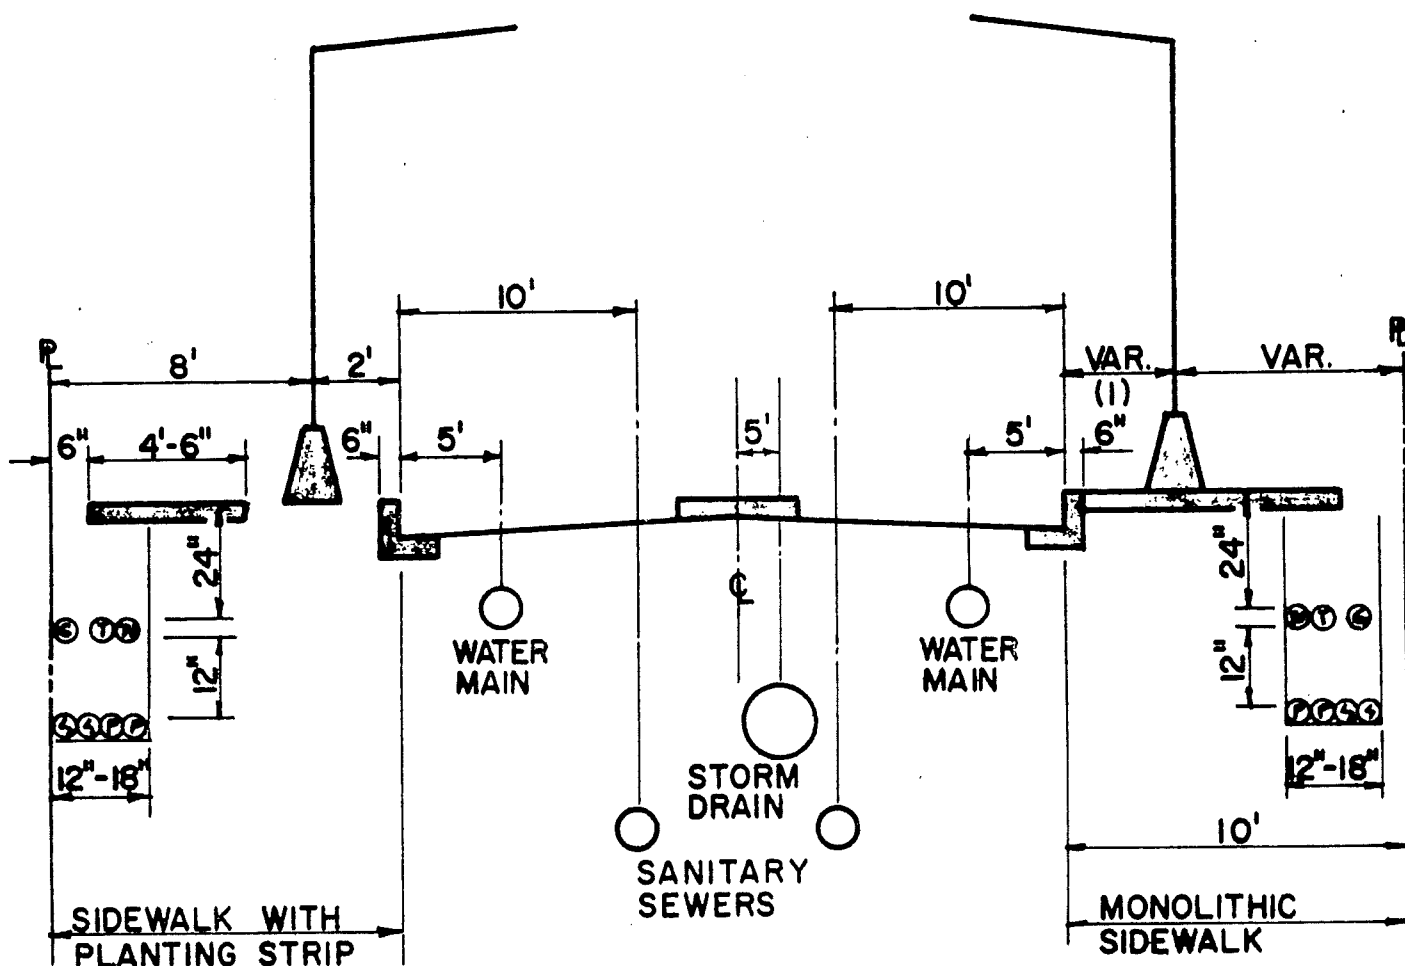 10'
10'
PL
8'
2'
VAR.
(1)
VAR.
PL
6"
4'-6"
6"
5'
5'
5'
6"
24"
12"
CL
24"
12"
G T W
W T G
WATER
MAIN
WATER
MAIN
P P
P P
12"-18"
STORM
DRAIN
12"-18"
10'
SANITARY
SEWERS
SIDEWALK WITH
PLANTING STRIP
MONOLITHIC
SIDEWALK